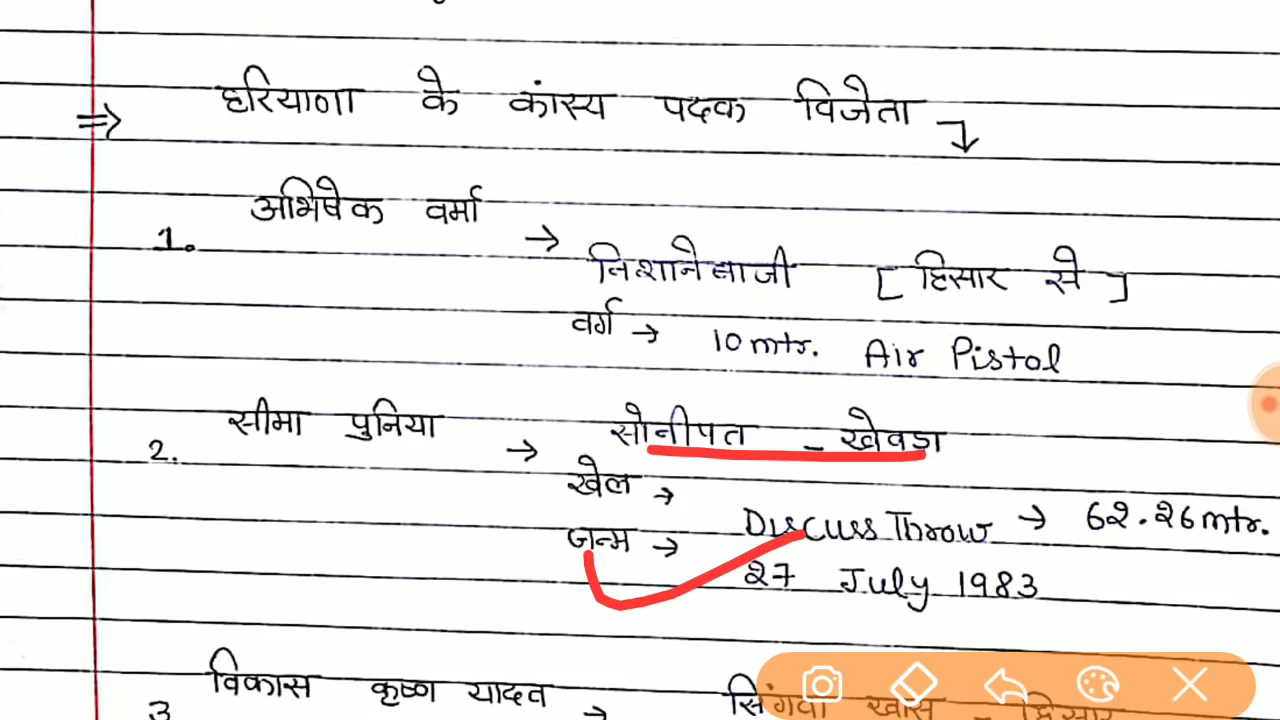 ⇒ हरियाणा के कांस्य पदक विजेता
1. अभिषेक वर्मा → निशानेबाजी [हिसार से]
वर्ग → 10 mtr. Air Pistol
2. सीमा पुनिया → सोनीपत - खेवडा
खेल → Discuss Throw → 62.26 mtr.
जन्म → 27 July 1983
3 विकास कृष्ण यादव → सिंगवा खास - हिसार